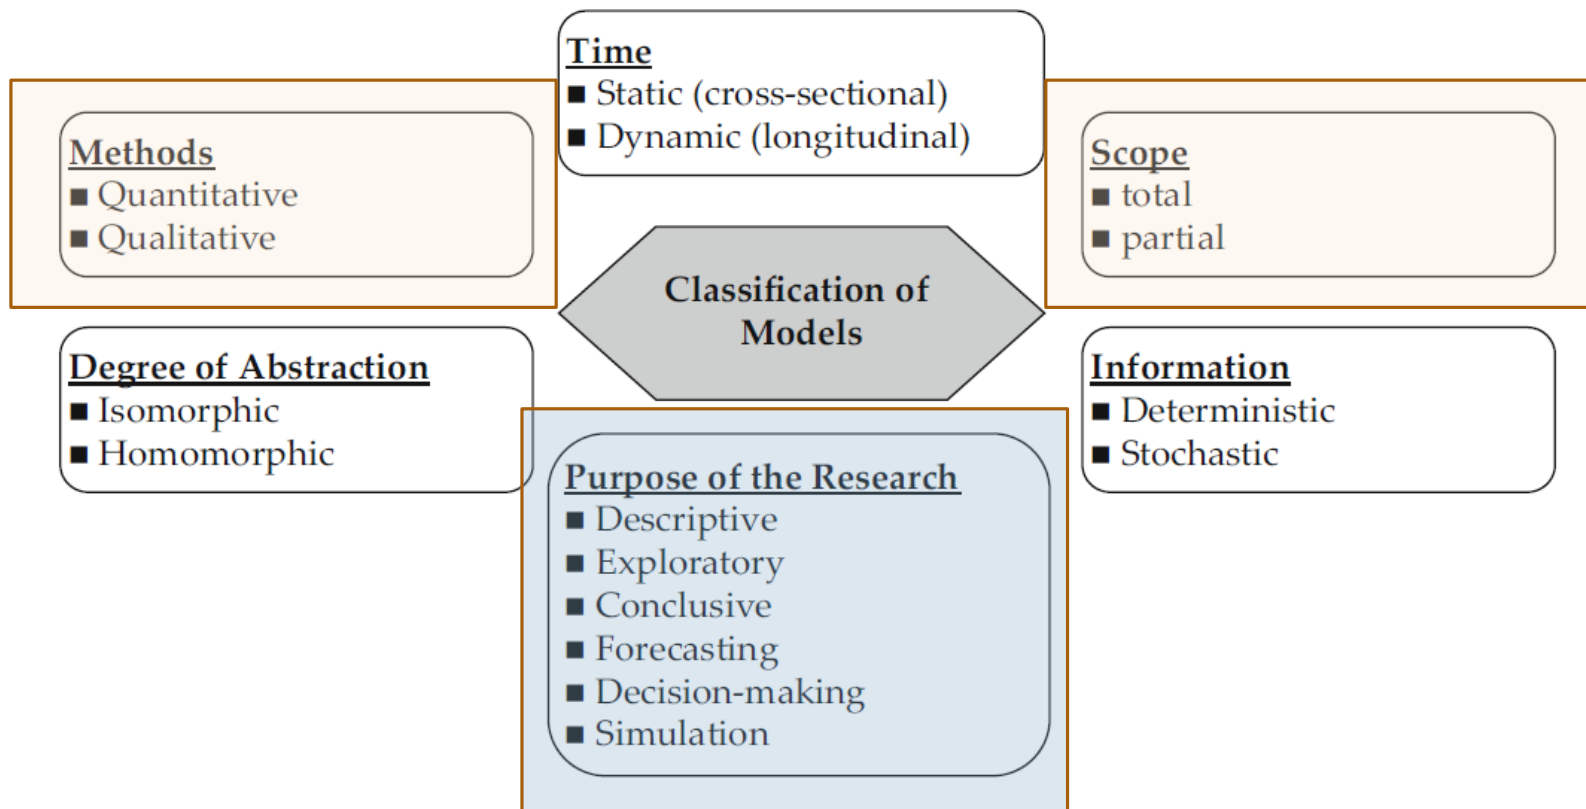 Time
■ Static (cross-sectional)
■ Dynamic (longitudinal)
Methods
■ Quantitative
■ Qualitative
Scope
■ total
■ partial
Classification of
Models
Degree of Abstraction
■ Isomorphic
■ Homomorphic
Information
■ Deterministic
■ Stochastic
Purpose of the Research
■ Descriptive
■ Exploratory
■ Conclusive
■ Forecasting
■ Decision-making
■ Simulation